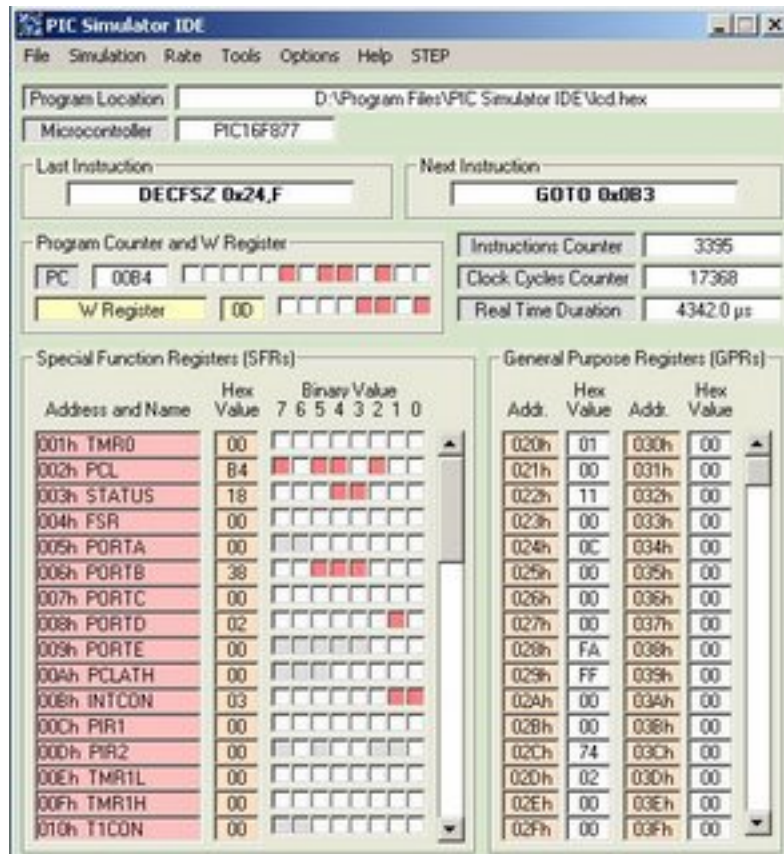 PIC Simulator IDE
File Simulation Rate Tools Options Help STEP
Program Location D:\Program Files\PIC Simulator IDE\lcd.hex
Microcontroller PIC16F877
Last Instruction Next Instruction
DECFSZ 0x24,F GOTO 0x0B3
Program Counter and W Register Instructions Counter 3395
PC 00B4 Clock Cycles Counter 17368
W Register 0D Real Time Duration 4342.0 µs
Special Function Registers (SFRs) General Purpose Registers (GPRs)
Hex Binary Value Hex Hex
Address and Name Value 7 6 5 4 3 2 1 0 Addr. Value Addr. Value
001h TMR0 00 020h 01 030h 00
002h PCL B4 021h 00 031h 00
003h STATUS 18 022h 11 032h 00
004h FSR 00 023h 00 033h 00
005h PORTA 00 024h 0C 034h 00
006h PORTB 38 025h 00 035h 00
007h PORTC 00 026h 00 036h 00
008h PORTD 02 027h 00 037h 00
009h PORTE 00 028h FA 038h 00
00Ah PCLATH 00 029h FF 039h 00
00Bh INTCON 03 02Ah 00 03Ah 00
00Ch PIR1 00 02Bh 00 03Bh 00
00Dh PIR2 00 02Ch 74 03Ch 00
00Eh TMR1L 00 02Dh 02 03Dh 00
00Fh TMR1H 00 02Eh 00 03Eh 00
010h T1CON 00 02Fh 00 03Fh 00